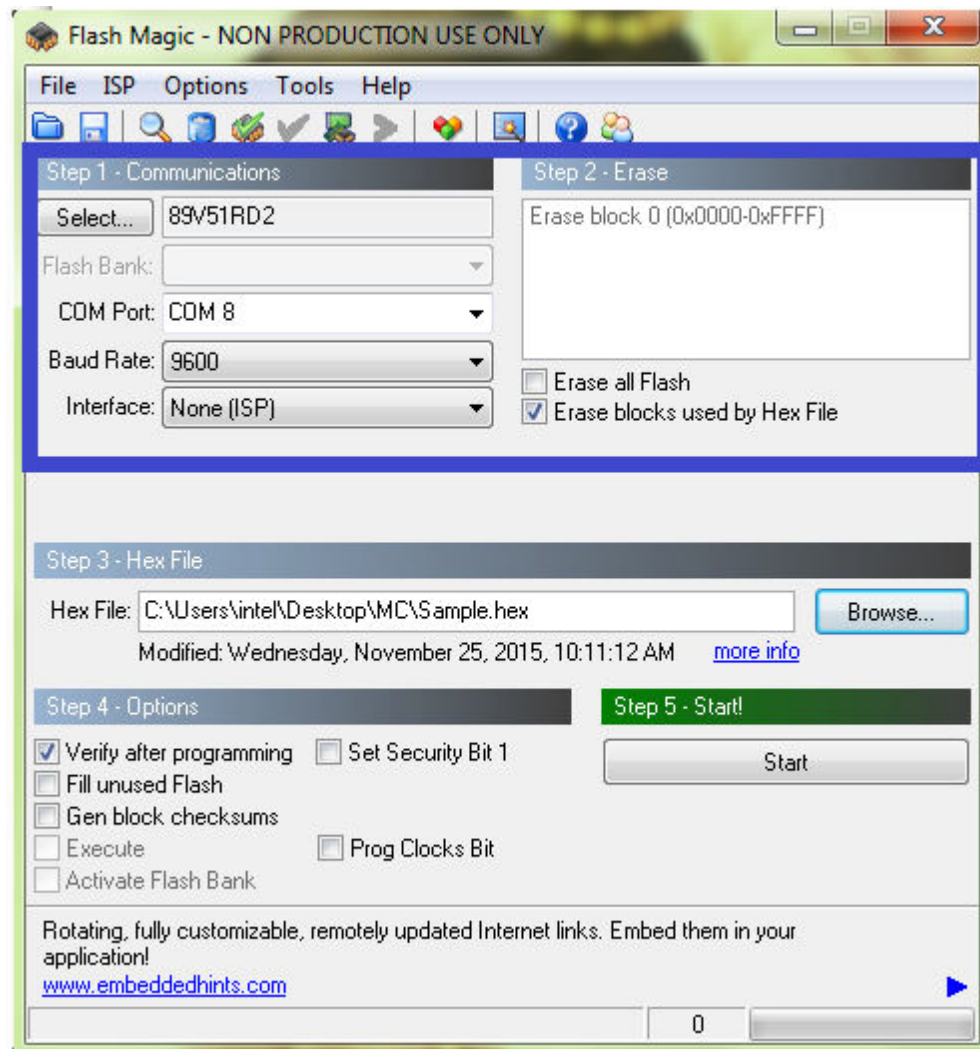 Flash Magic - NON PRODUCTION USE ONLY
File ISP Options Tools Help
Step 1 - Communications
Select... 89V51RD2
Flash Bank:
COM Port: COM 8
Baud Rate: 9600
Interface: None (ISP)
Step 2 - Erase
Erase block 0 (0x0000-0xFFFF)
Erase all Flash
Erase blocks used by Hex File
Step 3 - Hex File
Hex File: C:\Users\intel\Desktop\MC\Sample.hex Browse...
Modified: Wednesday, November 25, 2015, 10:11:12 AM more info
Step 4 - Options
Verify after programming Set Security Bit 1
Fill unused Flash
Gen block checksums
Execute Prog Clocks Bit
Activate Flash Bank
Step 5 - Start!
Start
Rotating, fully customizable, remotely updated Internet links. Embed them in your
application!
www.embeddedhints.com
0